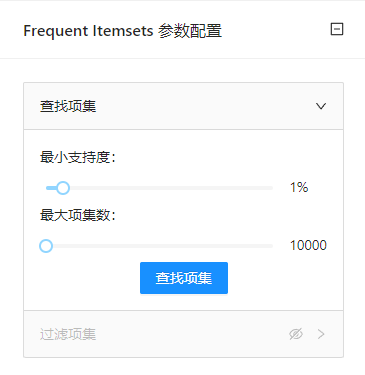 Frequent Itemsets 参数配置
查找项集
最小支持度：
1%
最大项集数：
10000
查找项集
过滤项集